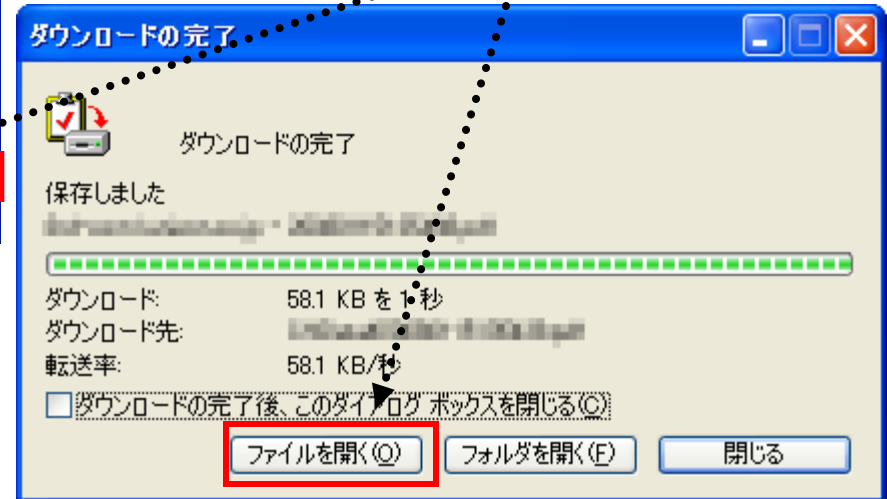 ダウンロードの完了
ダウンロードの完了
保存しました
ダウンロード: 58.1 KB を 1 秒
ダウンロード先:
転送率: 58.1 KB/秒
ダウンロードの完了後、このダイアログ ボックスを閉じる(C)
ファイルを開く(O) フォルダを開く(F) 閉じる